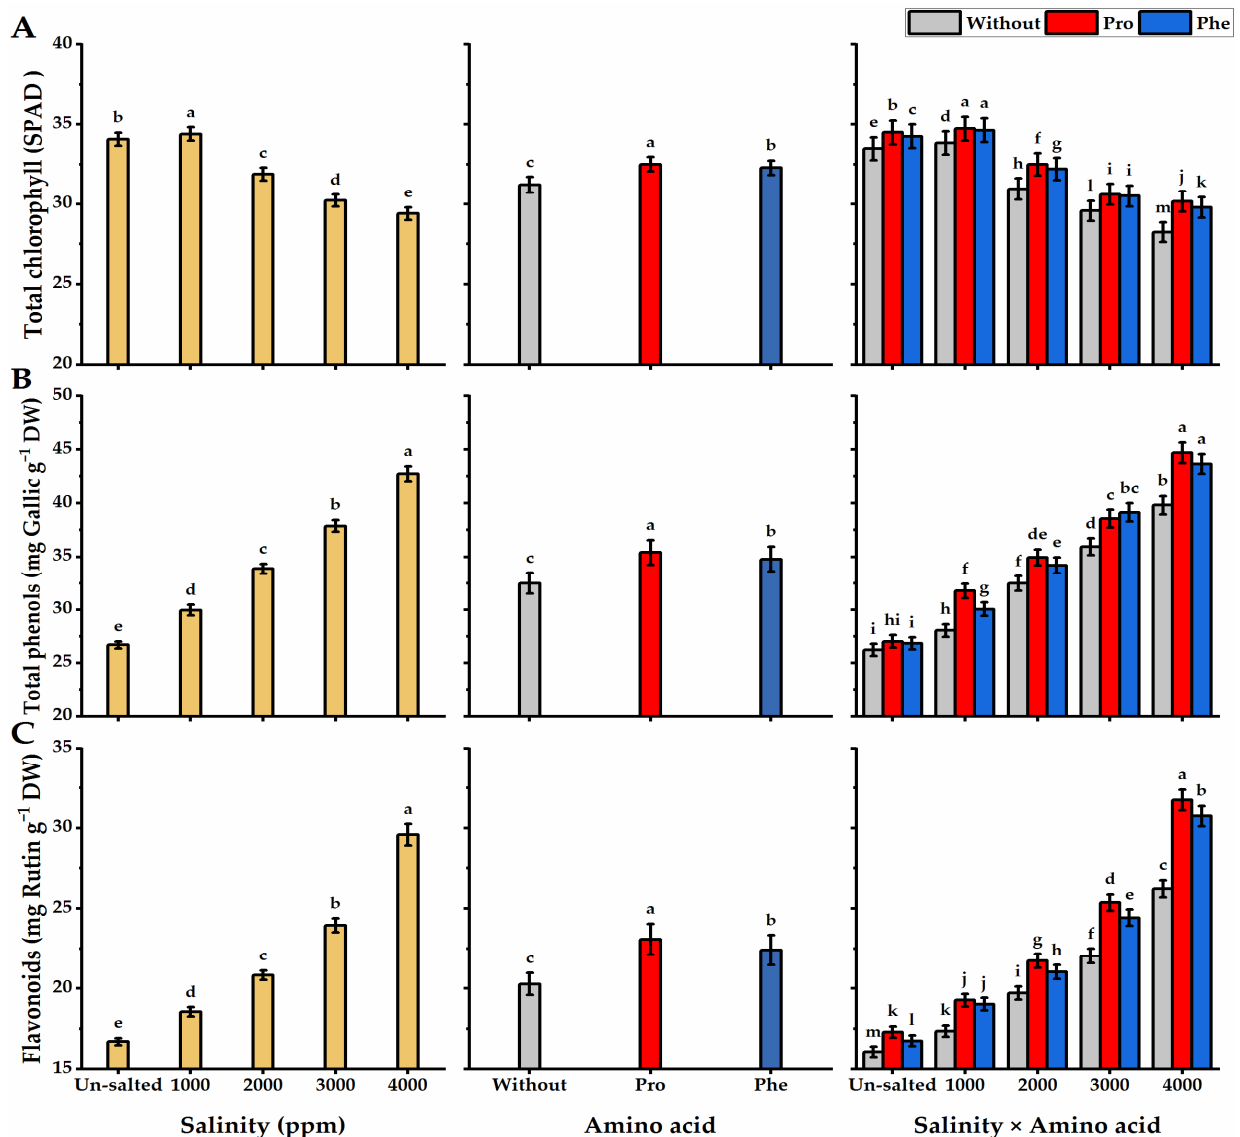 Without Pro Phe
A
Total chlorophyll (SPAD )
40
35
30
25
20
b a c d e
c a b
e b c d a a h f g l i i m j k
B
Total phenols (mg Gallic g⁻¹ DW)
50
45
40
35
30
25
20
e d c b a
c a b
i hi i h f g f de e d c bc b a a
C
Flavonoids (mg Rutin g⁻¹ DW)
35
30
25
20
15
e d c b a
c a b
m k l k j j i g h f d e c a b
Un-salted 1000 2000 3000 4000
Without Pro Phe
Un-salted 1000 2000 3000 4000
Salinity (ppm)
Amino acid
Salinity × Amino acid